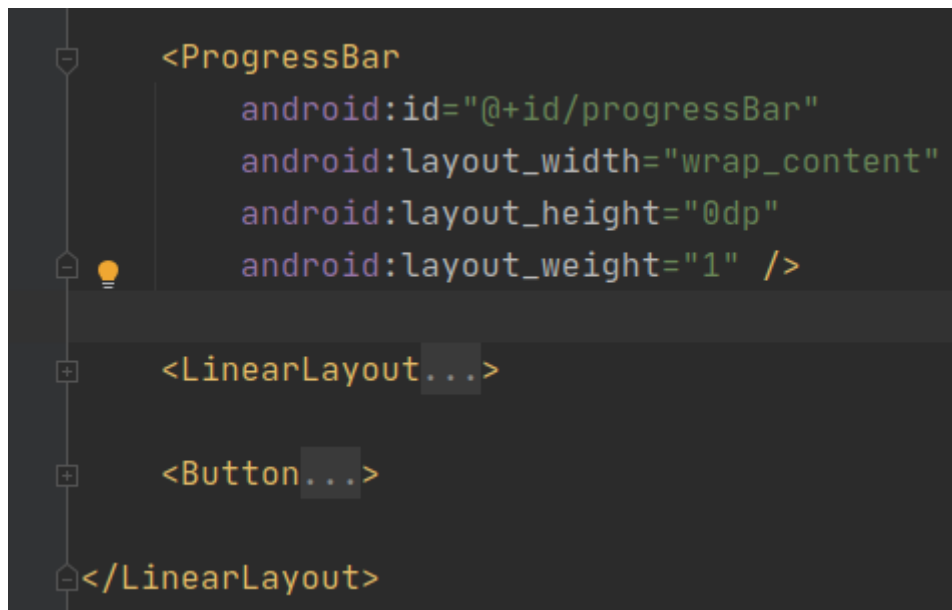 <ProgressBar
android:id="@+id/progressBar"
android:layout_width="wrap_content"
android:layout_height="0dp"
android:layout_weight="1" />
<LinearLayout...>
<Button...>
</LinearLayout>